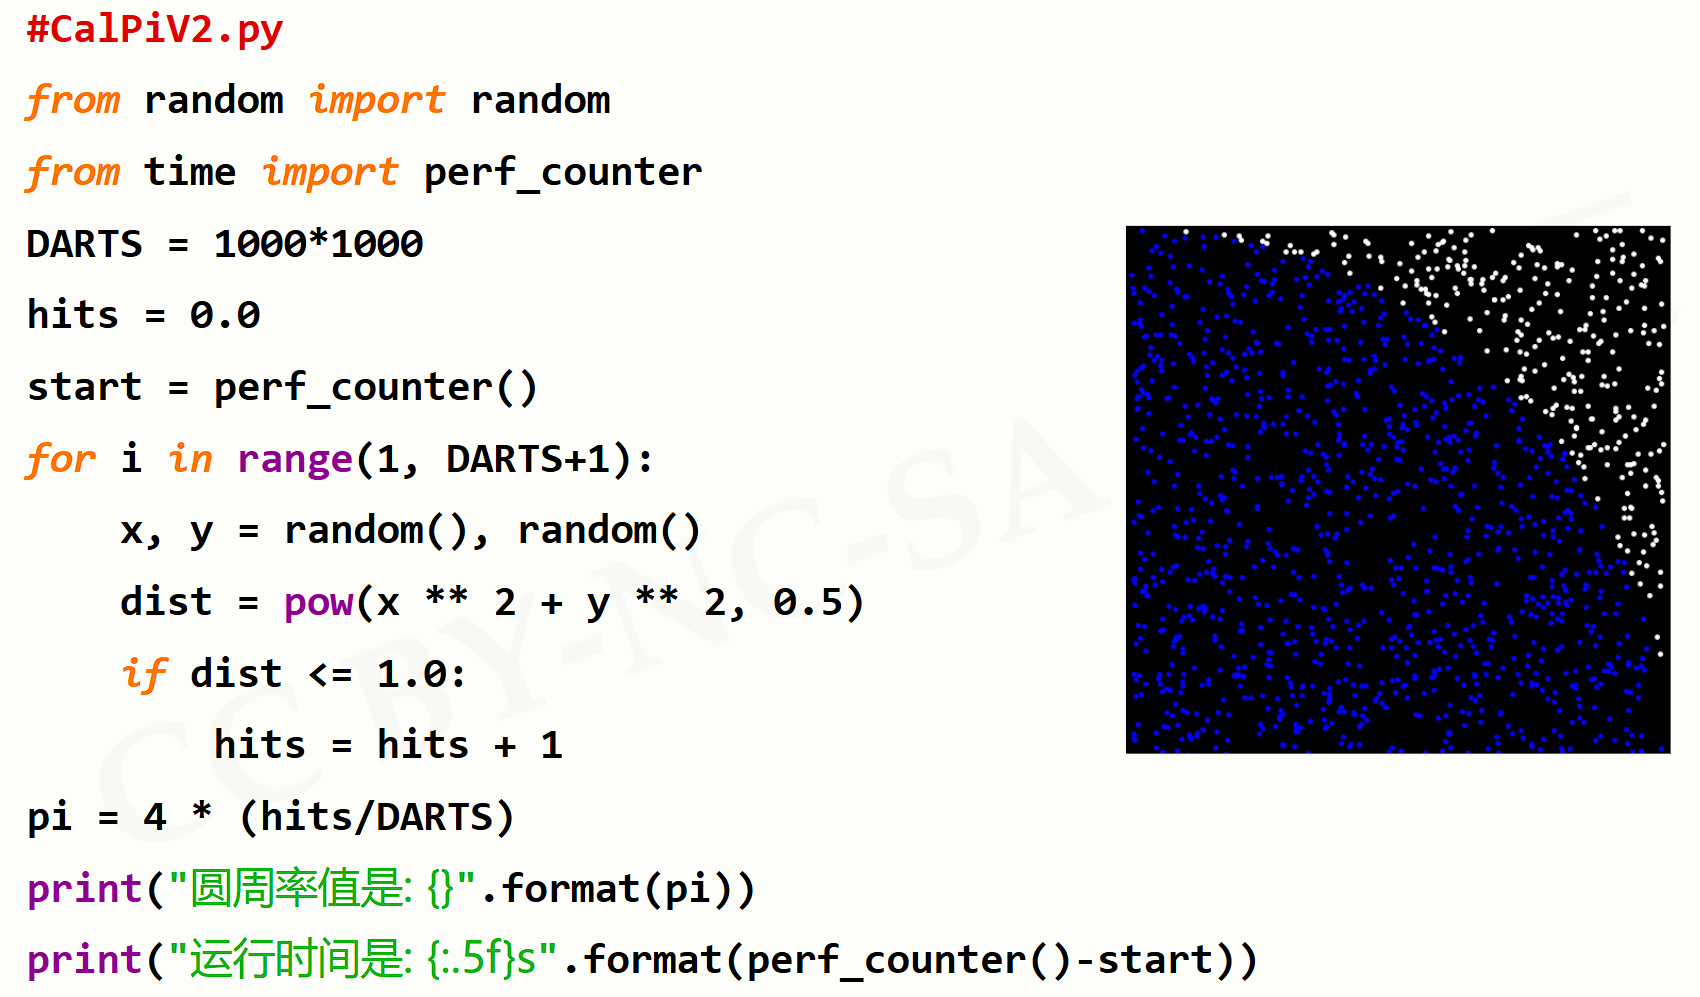 #CalPiV2.py
from random import random
from time import perf_counter
DARTS = 1000*1000
hits = 0.0
start = perf_counter()
for i in range(1, DARTS+1):
    x, y = random(), random()
    dist = pow(x ** 2 + y ** 2, 0.5)
    if dist <= 1.0:
        hits = hits + 1
pi = 4 * (hits/DARTS)
print("圆周率值是: {}".format(pi))
print("运行时间是: {:.5f}s".format(perf_counter()-start))
CC BY-NC-SA